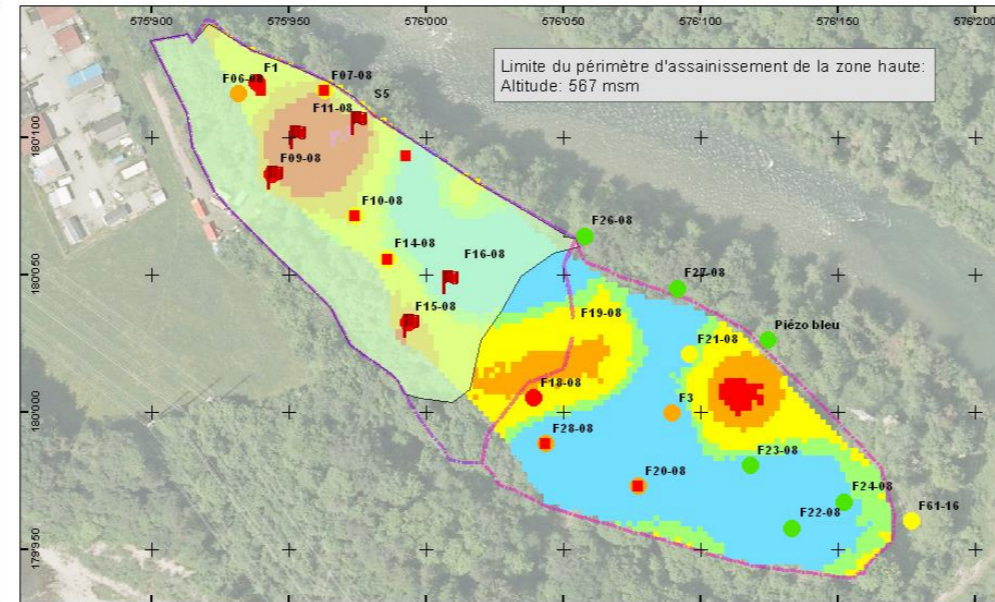 575'900 575'950 576'000 576'050 576'100 576'150 576'200
Limite du périmètre d'assainissement de la zone haute:
Altitude: 567 msm
F1
F06-08
F07-08
S5
F11-08
180'100
F09-08
F10-08
F26-08
F14-08
F16-08
180'050
F27-08
F15-08
F19-08
Piézo bleu
F21-08
F18-08
F3
180'000
F28-08
F23-08
F20-08
F24-08
F22-08
F61-16
179'950